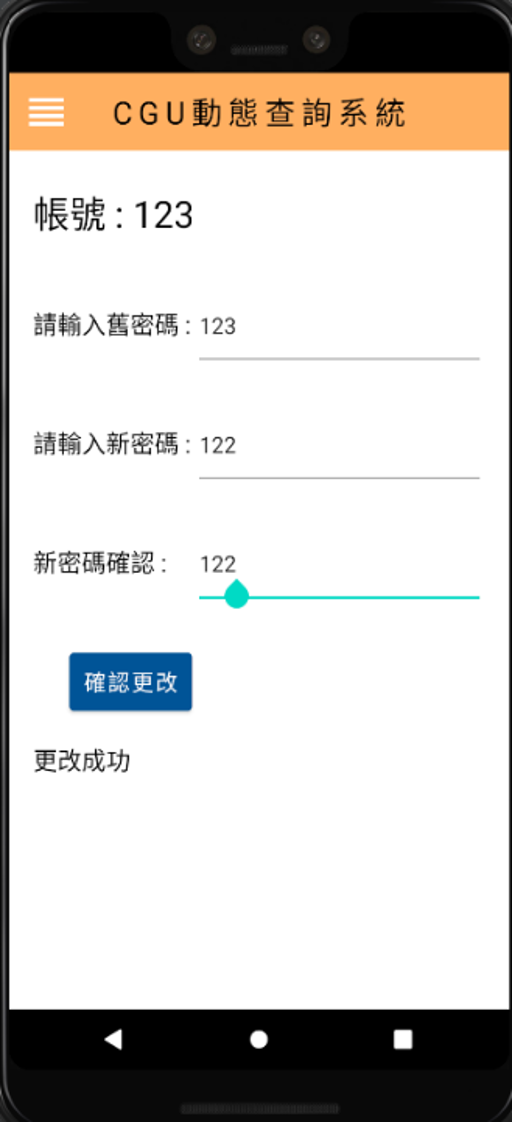 CGU動態查詢系統
帳號 : 123
請輸入舊密碼 : 123
請輸入新密碼 : 122
新密碼確認 : 122
確認更改
更改成功